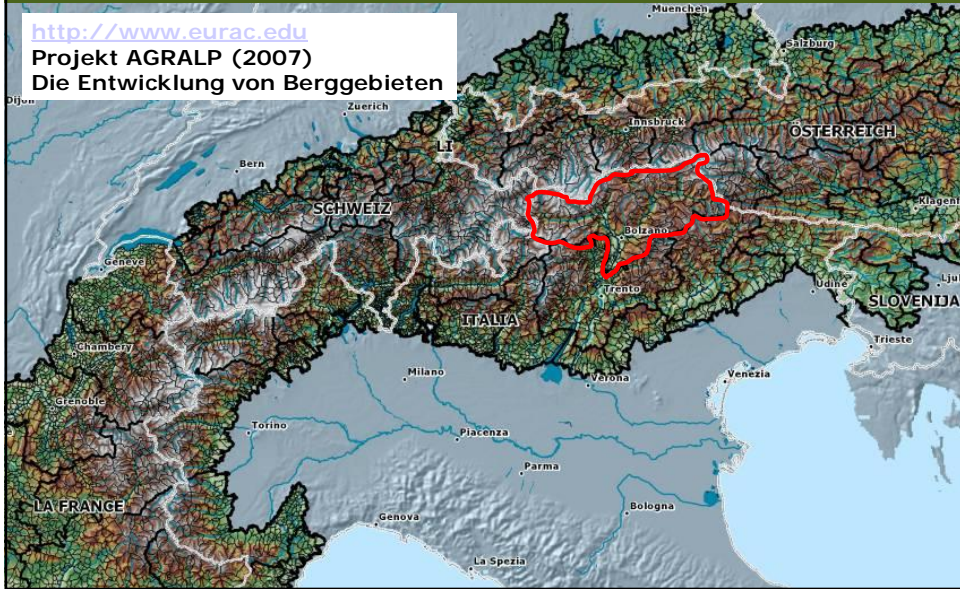 http://www.eurac.edu
Projekt AGRALP (2007)
Die Entwicklung von Berggebieten
Muenchen
Salzburg
Dijon
Zuerich
Innsbruck
ÖSTERREICH
LI
Bern
SCHWEIZ
Klagenf
Bolzano
Geneve
Trento
Udine
Lju
SLOVENIJA
ITALIA
Chambery
Trieste
Milano
Verona
Venezia
Grenoble
Torino
Piacenza
Parma
LA FRANCE
Genova
Bologna
La Spezia